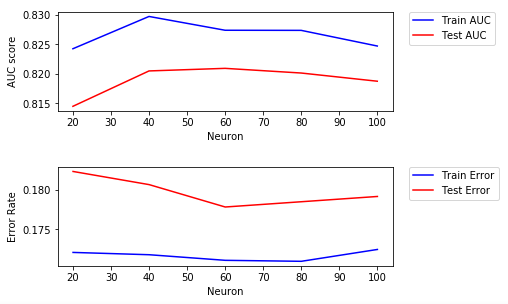 0.830
0.825
0.820
0.815
AUC score
20 30 40 50 60 70 80 90 100
Neuron
Train AUC
Test AUC
0.180
0.175
Error Rate
20 30 40 50 60 70 80 90 100
Neuron
Train Error
Test Error